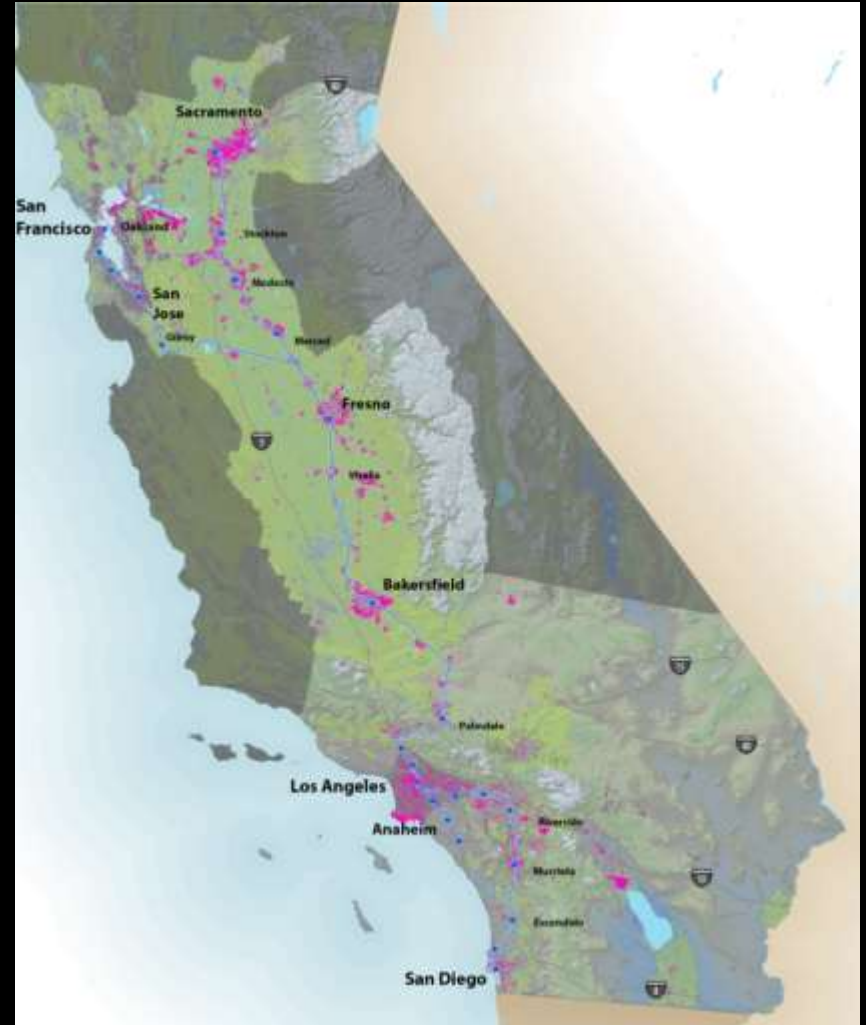 Sacramento
San
Francisco
Oakland
Stockton
Modesto
San
Jose
Gilroy
Merced
Fresno
5
Visalia
Bakersfield
Palmdale
Los Angeles
Anaheim
Riverside
Murrieta
Escondido
San Diego